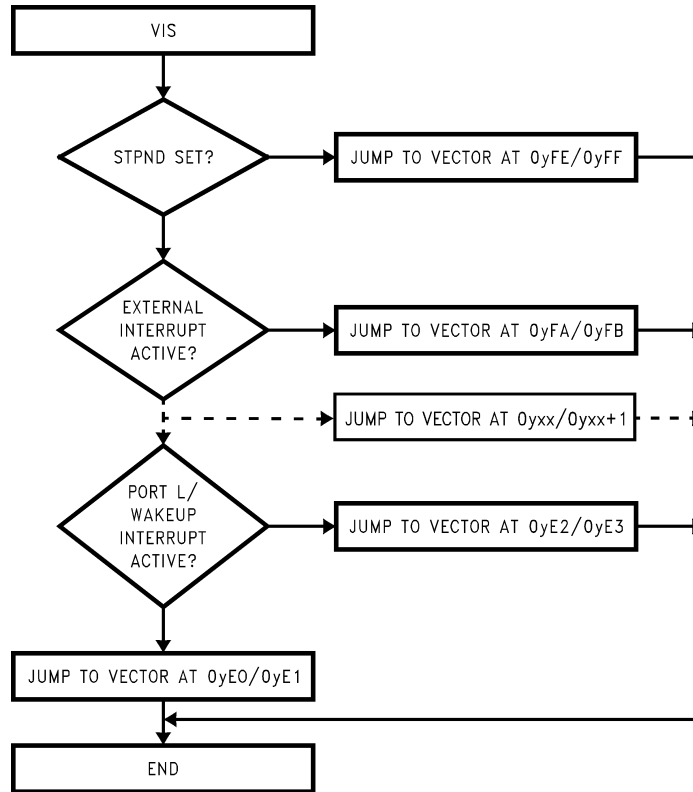 VIS
STPND SET?
JUMP TO VECTOR AT 0yFE/0yFF
EXTERNAL
INTERRUPT
ACTIVE?
JUMP TO VECTOR AT 0yFA/0yFB
JUMP TO VECTOR AT 0yxx/0yxx+1
PORT L/
WAKEUP
INTERRUPT
ACTIVE?
JUMP TO VECTOR AT 0yE2/0yE3
JUMP TO VECTOR AT 0yE0/0yE1
END